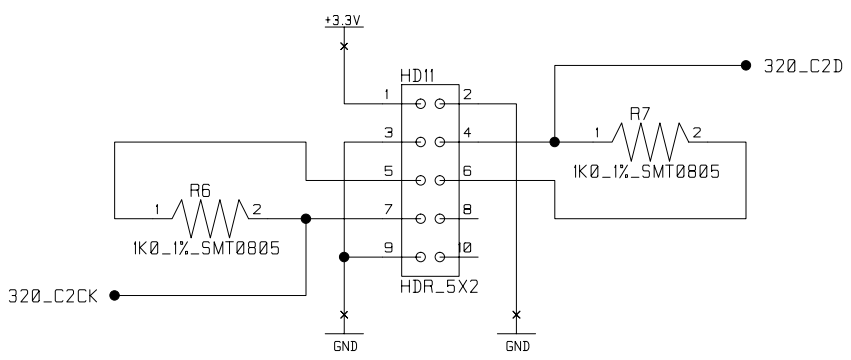 +3.3V
320_C2D
HD11
1 2
R7
3 4
1 2
1K0_1%_SMT0805
5 6
R6
1 2
7 8
1K0_1%_SMT0805
9 10
HDR_5X2
320_C2CK
GND
GND